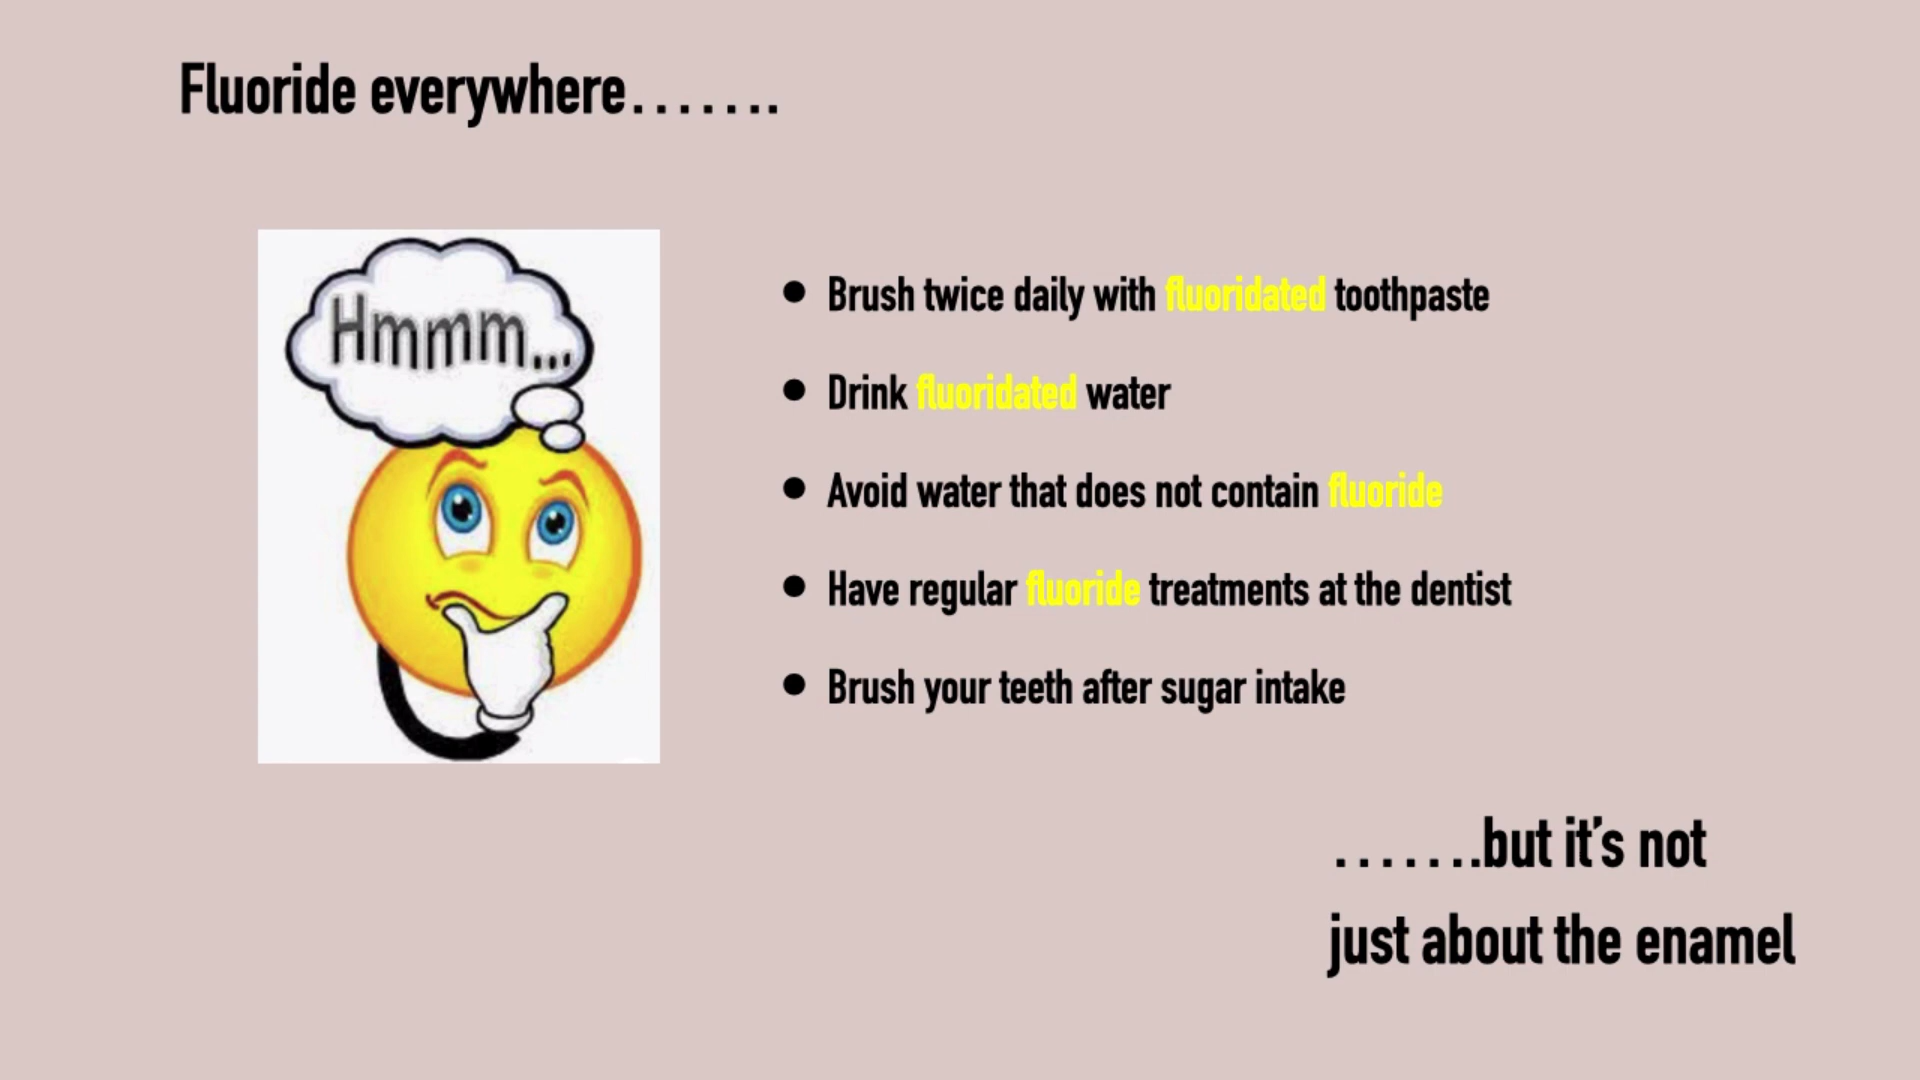 Fluoride everywhere…….
Hmmm...
• Brush twice daily with fluoridated toothpaste
• Drink fluoridated water
• Avoid water that does not contain fluoride
• Have regular fluoride treatments at the dentist
• Brush your teeth after sugar intake
…….but it’s not
just about the enamel